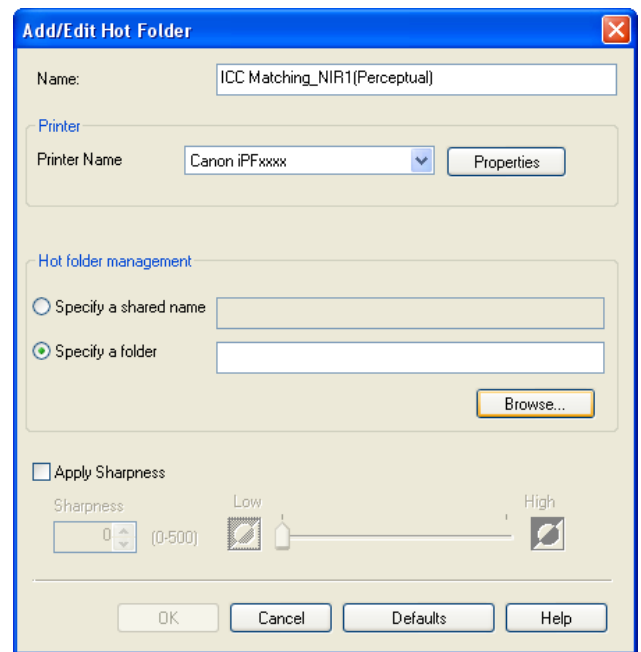 Add/Edit Hot Folder
Name: ICC Matching_NIR1(Perceptual)
Printer
Printer Name Canon iPFxxxx Properties
Hot folder management
Specify a shared name
Specify a folder
Browse...
Apply Sharpness
Sharpness Low High
0 (0-500)
OK Cancel Defaults Help